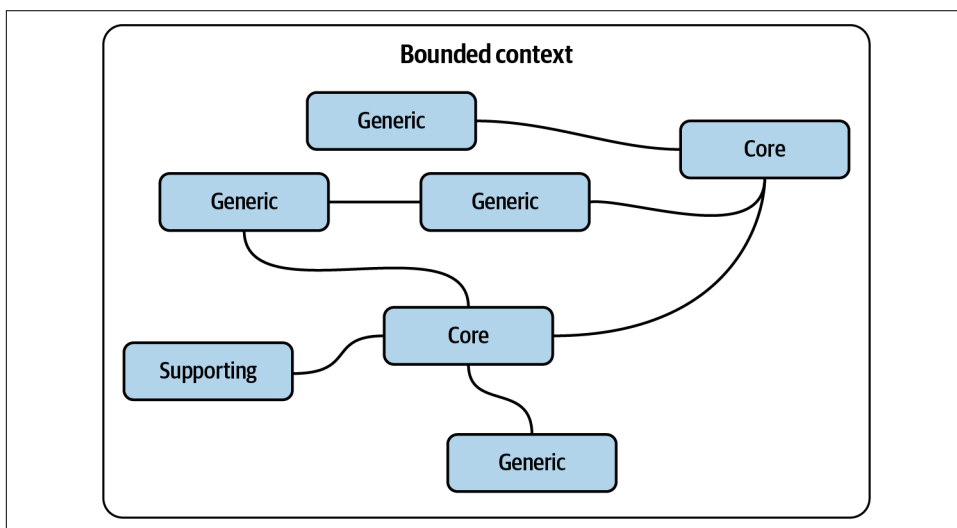 Bounded context
Generic
Core
Generic
Generic
Core
Supporting
Generic